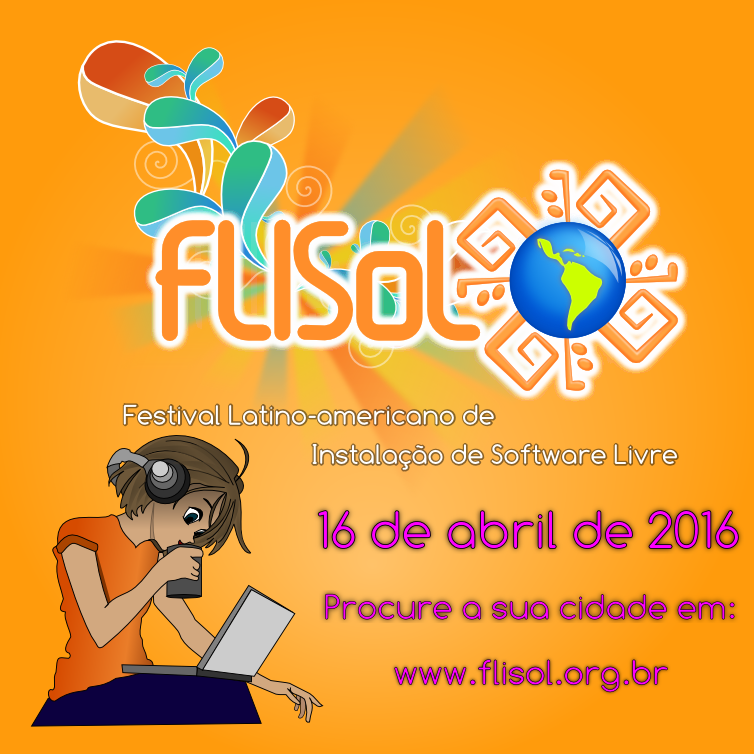 FLISoL
Festival Latino-americano de
Instalação de Software Livre
16 de abril de 2016
Procure a sua cidade em:
www.flisol.org.br